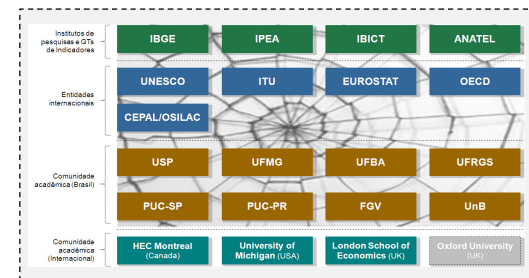 Institutos de
pesquisas e GTs
de Indicadores
IBGE
IPEA
IBICT
ANATEL
Entidades
internacionais
UNESCO
ITU
EUROSTAT
OECD
CEPAL/OSILAC
Comunidade
acadêmica (Brasil)
USP
UFMG
UFBA
UFRGS
PUC-SP
PUC-PR
FGV
UnB
Comunidade
acadêmica
(Internacional)
HEC Montreal
(Canada)
University of
Michigan (USA)
London School of
Economics (UK)
Oxford University
(UK)